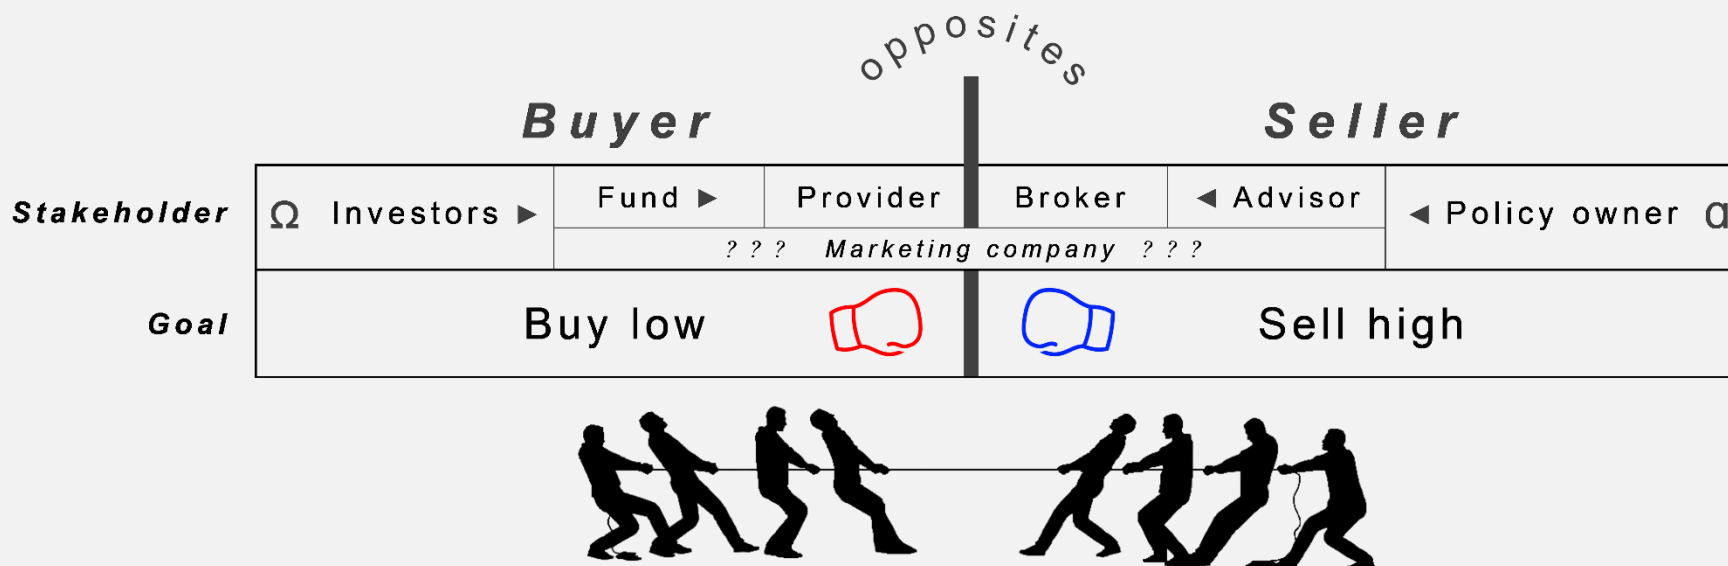 opposites
Buyer Seller
Stakeholder Ω Investors ► Fund ► Provider Broker ◄ Advisor ◄ Policy owner α
? ? ? Marketing company ? ? ?
Goal Buy low Sell high